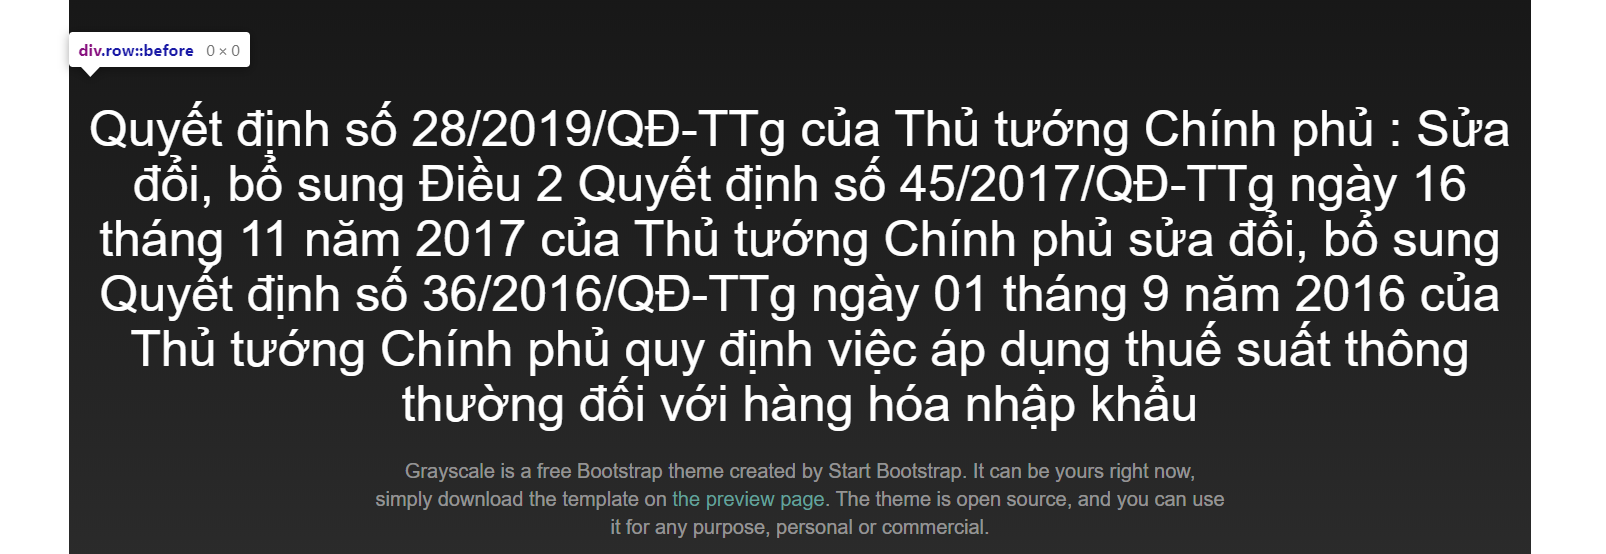 div.row::before 0 × 0
Quyết định số 28/2019/QĐ-TTg của Thủ tướng Chính phủ : Sửa
đổi, bổ sung Điều 2 Quyết định số 45/2017/QĐ-TTg ngày 16
tháng 11 năm 2017 của Thủ tướng Chính phủ sửa đổi, bổ sung
Quyết định số 36/2016/QĐ-TTg ngày 01 tháng 9 năm 2016 của
Thủ tướng Chính phủ quy định việc áp dụng thuế suất thông
thường đối với hàng hóa nhập khẩu
Grayscale is a free Bootstrap theme created by Start Bootstrap. It can be yours right now,
simply download the template on the preview page. The theme is open source, and you can use
it for any purpose, personal or commercial.